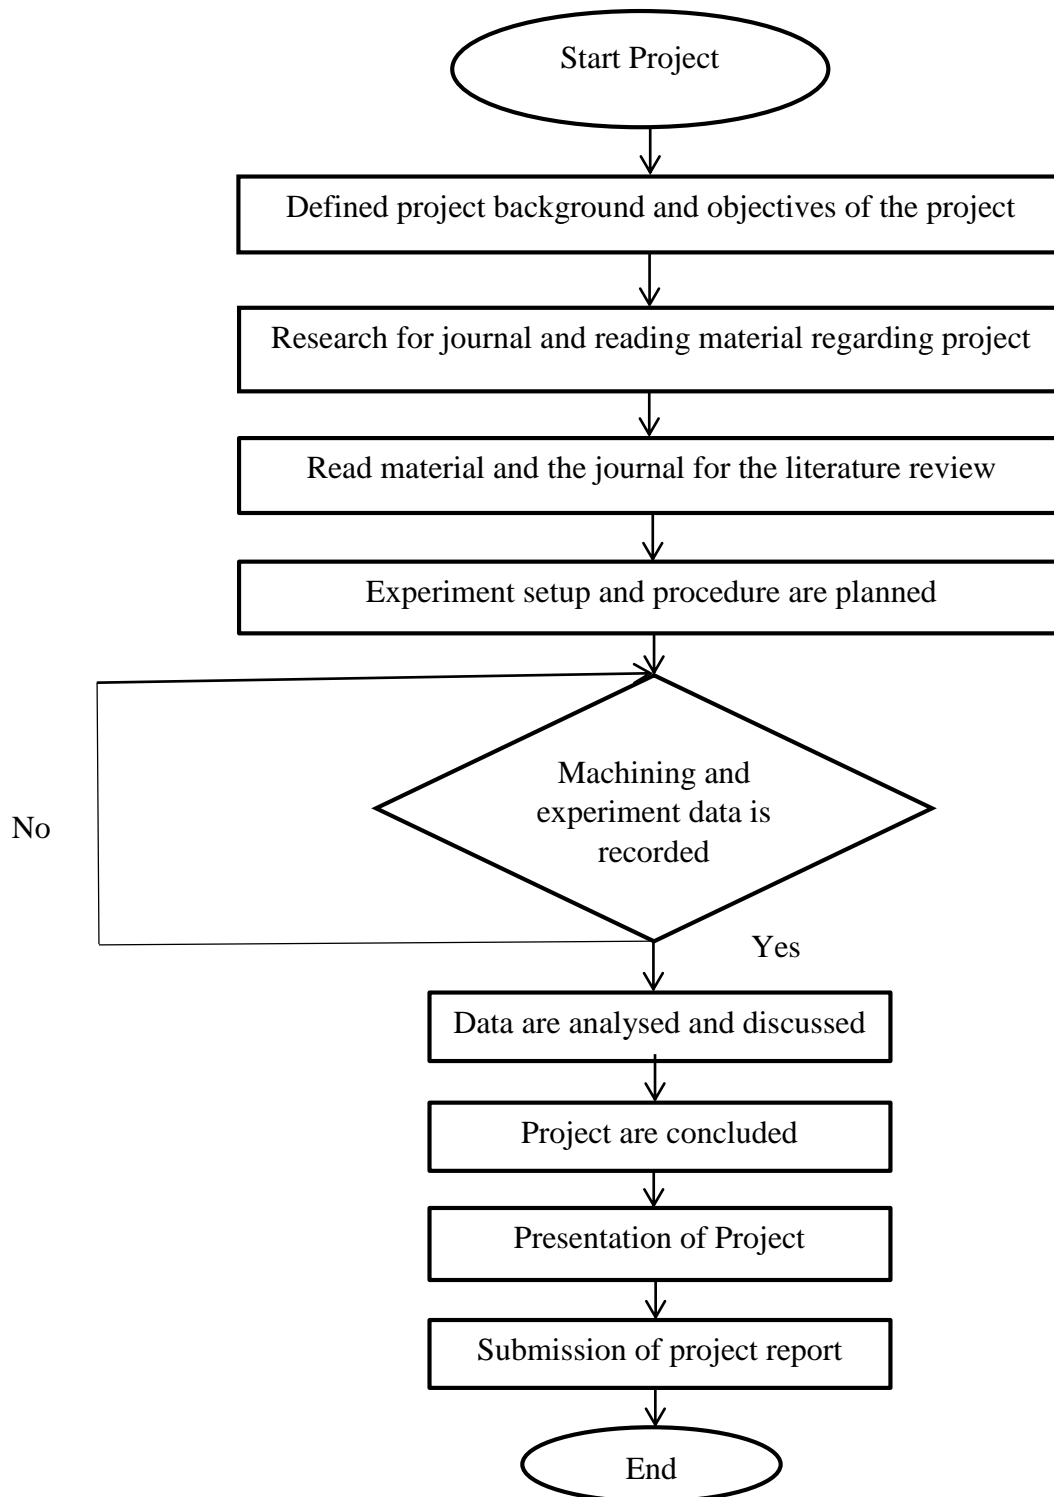 Start Project
Defined project background and objectives of the project
Research for journal and reading material regarding project
Read material and the journal for the literature review
Experiment setup and procedure are planned
Machining and
experiment data is
recorded
No
Yes
Data are analysed and discussed
Project are concluded
Presentation of Project
Submission of project report
End